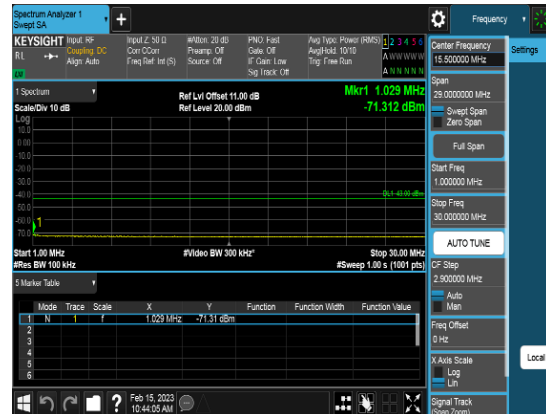 Spectrum Analyzer 1
Swept SA
+
Frequency
KEYSIGHT
RL
Input: RF
Coupling: DC
Align: Auto
Input Z: 50 Ω
Corr CCorr
Freq Ref: Int (S)
#Atten: 20 dB
Preamp: Off
Source: Off
PNO: Fast
Gate: Off
IF Gain: Low
Sig Track: Off
Avg Type: Power (RMS)
Avg|Hold: 10/10
Trig: Free Run
1 2 3 4 5 6
A W W W W W
A N N N N N
Settings
1 Spectrum
Scale/Div 10 dB
Log
Ref Lvl Offset 11.00 dB
Ref Level 20.00 dBm
Mkr1 1.029 MHz
-71.312 dBm
10.0
0.00
-10.0
-20.0
-30.0
-40.0
-50.0
-60.0
-70.0
DL1 -43.00 dBm
1
Start 1.00 MHz
#Res BW 100 kHz
#Video BW 300 kHz*
Stop 30.00 MHz
#Sweep 1.00 s (1001 pts)
5 Marker Table
Mode Trace Scale X Y Function Function Width Function Value
1 N 1 f 1.029 MHz -71.31 dBm
2
3
4
5
6
Center Frequency
15.500000 MHz
Span
29.0000000 MHz
Swept Span
Zero Span
Full Span
Start Freq
1.000000 MHz
Stop Freq
30.000000 MHz
AUTO TUNE
CF Step
2.900000 MHz
Auto
Man
Freq Offset
0 Hz
X Axis Scale
Log
Lin
Signal Track
(Span Zoom)
Local
?
Feb 15, 2023
10:44:05 AM